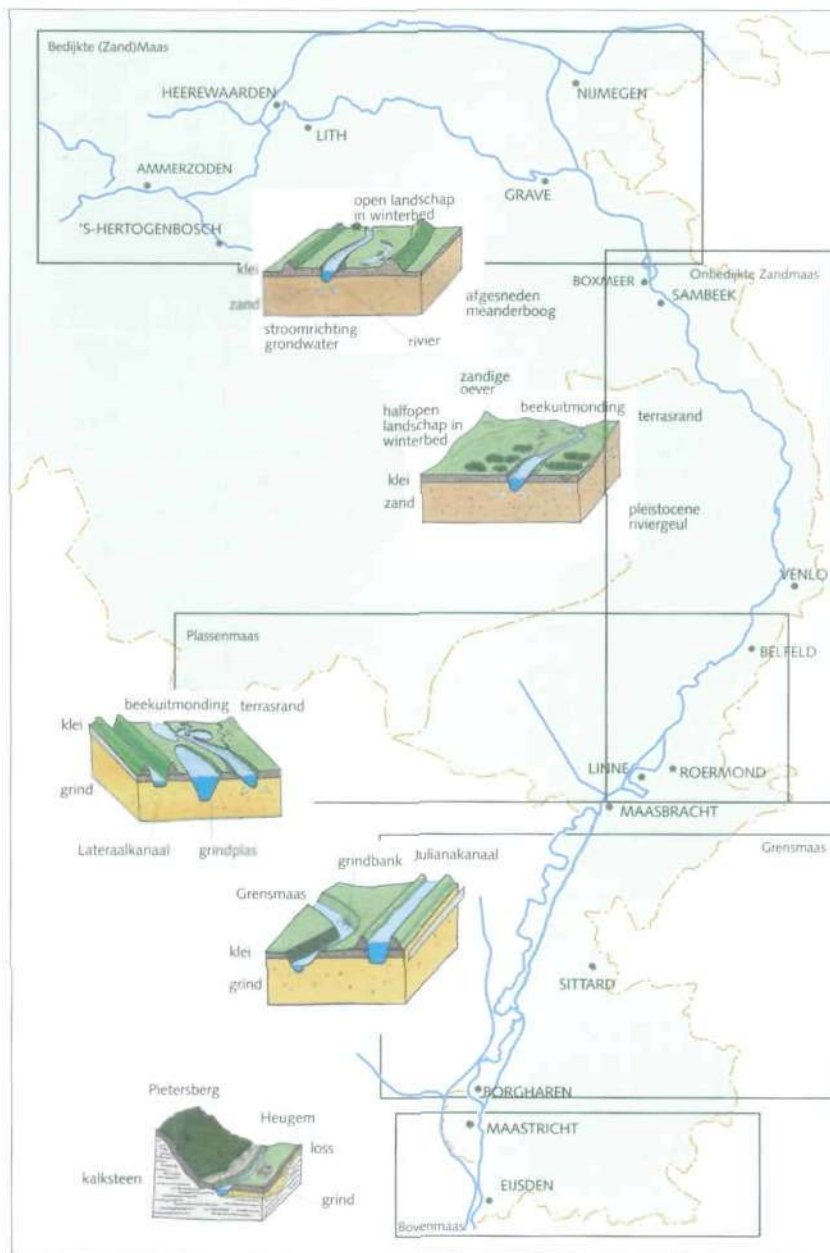 Bedijkte (Zand)Maas
HEEREWAARDEN
NIJMEGEN
LITH
AMMERZODEN
GRAVE
'S-HERTOGENBOSCH
open landschap
in winterbed
klei
zand
stroomrichting
grondwater
rivier
afgesneden
meanderboog
BOXMEER
Onbedijkte Zandmaas
SAMBEEK
zandige
oever
halfopen
landschap in
winterbed
beekuitmonding
terrasrand
klei
zand
pleistocene
riviergeul
VENLO
Plassenmaas
BELFELD
beekuitmonding
terrasrand
klei
grind
Lateraalkanaal
grindplas
LINNE
ROERMOND
MAASBRACHT
Grensmaas
grindbank
Julianakanaal
Grensmaas
klei
grind
SITTARD
BORGHAREN
Pietersberg
Heugem
loss
kalksteen
grind
MAASTRICHT
EIJSDEN
Bovenmaas